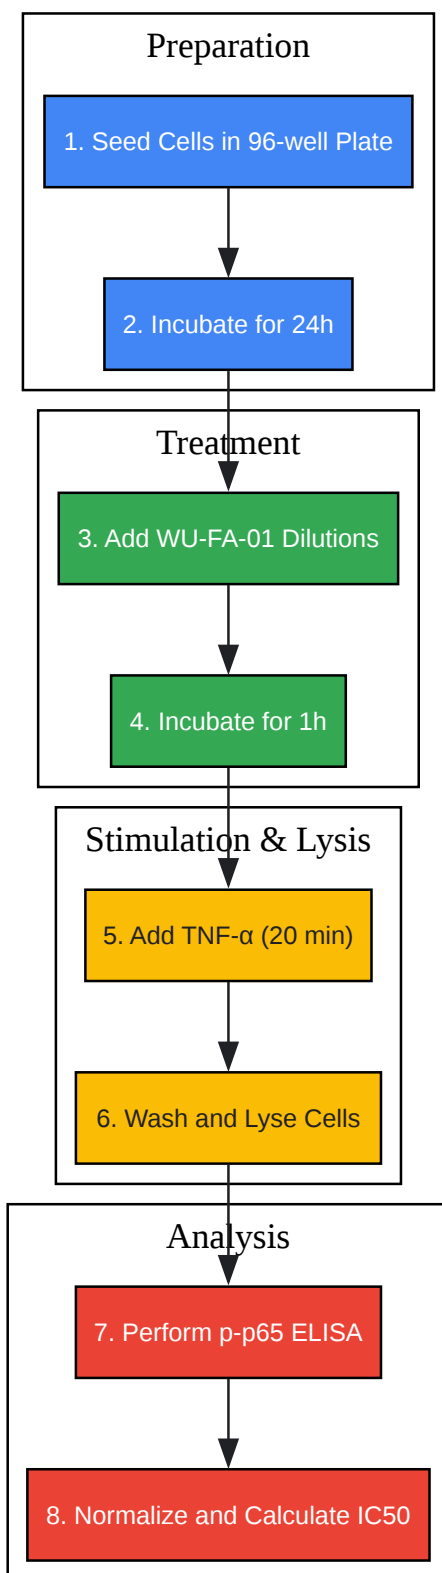 Preparation
1. Seed Cells in 96-well Plate
2. Incubate for 24h
Treatment
3. Add WU-FA-01 Dilutions
4. Incubate for 1h
Stimulation & Lysis
5. Add TNF-α (20 min)
6. Wash and Lyse Cells
Analysis
7. Perform p-p65 ELISA
8. Normalize and Calculate IC50